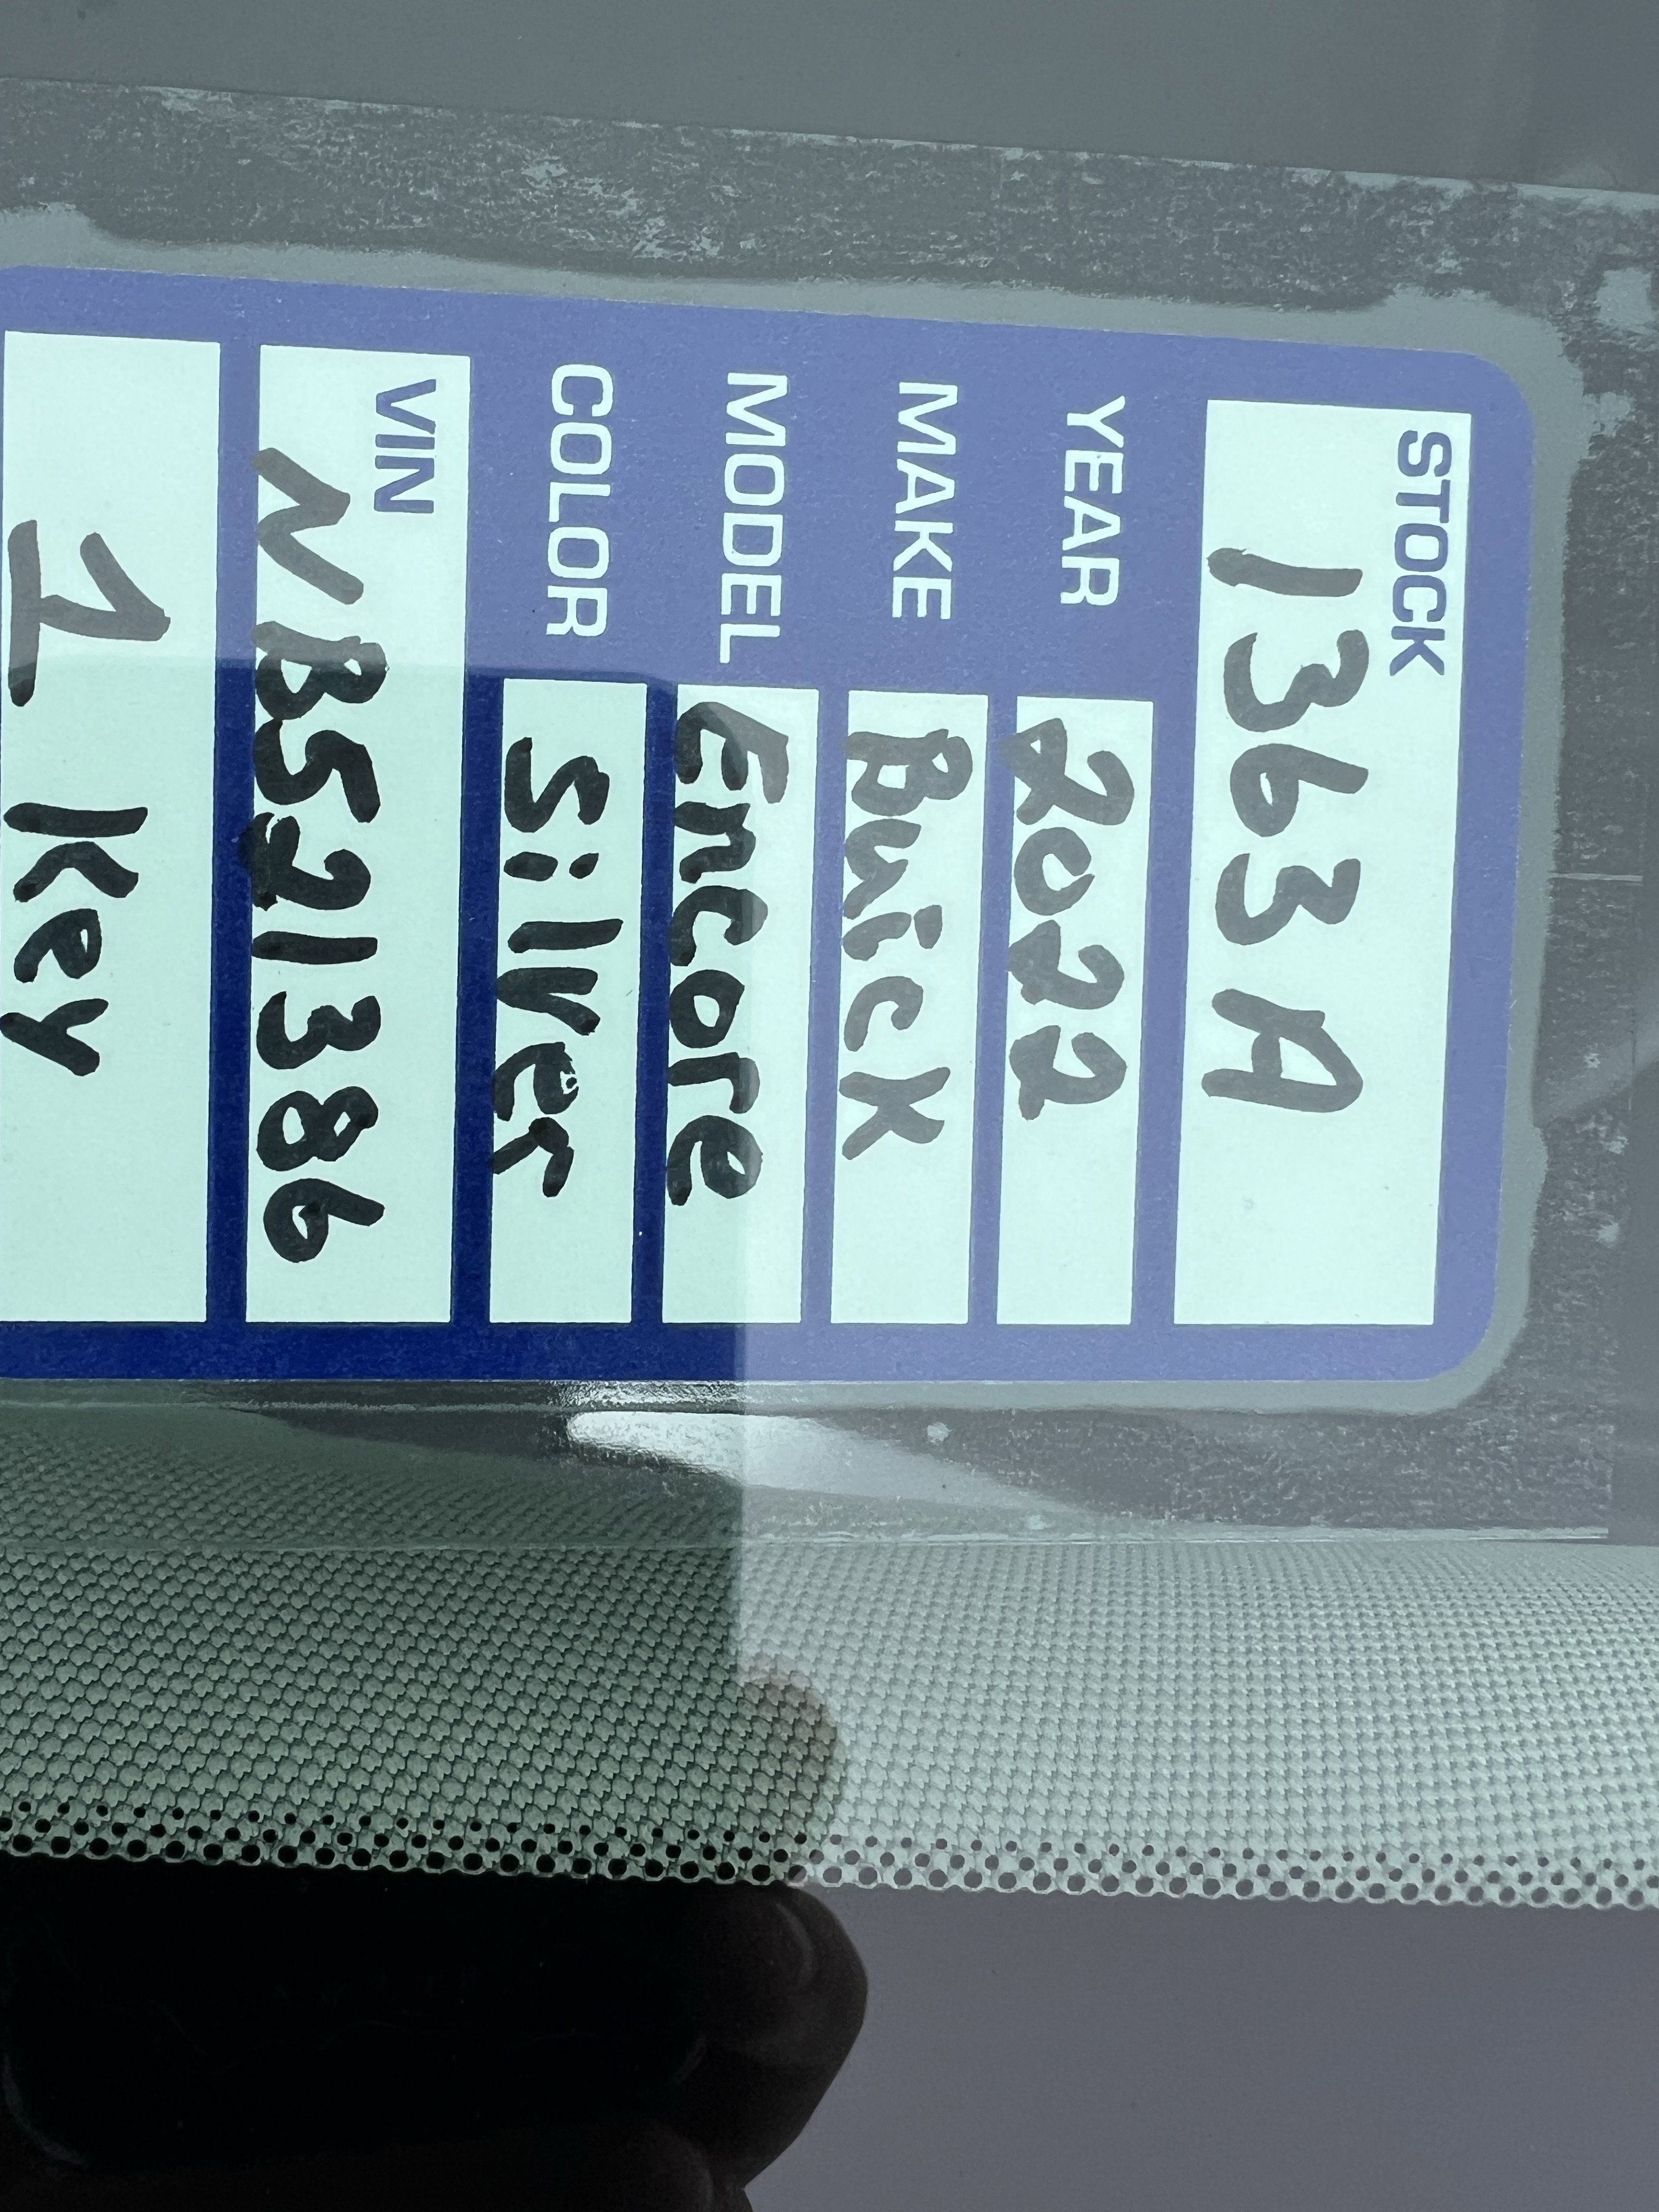 STOCK
1363A
YEAR 2022
MAKE Buick
MODEL Encore
COLOR Silver
VIN
NB521386
1 Key